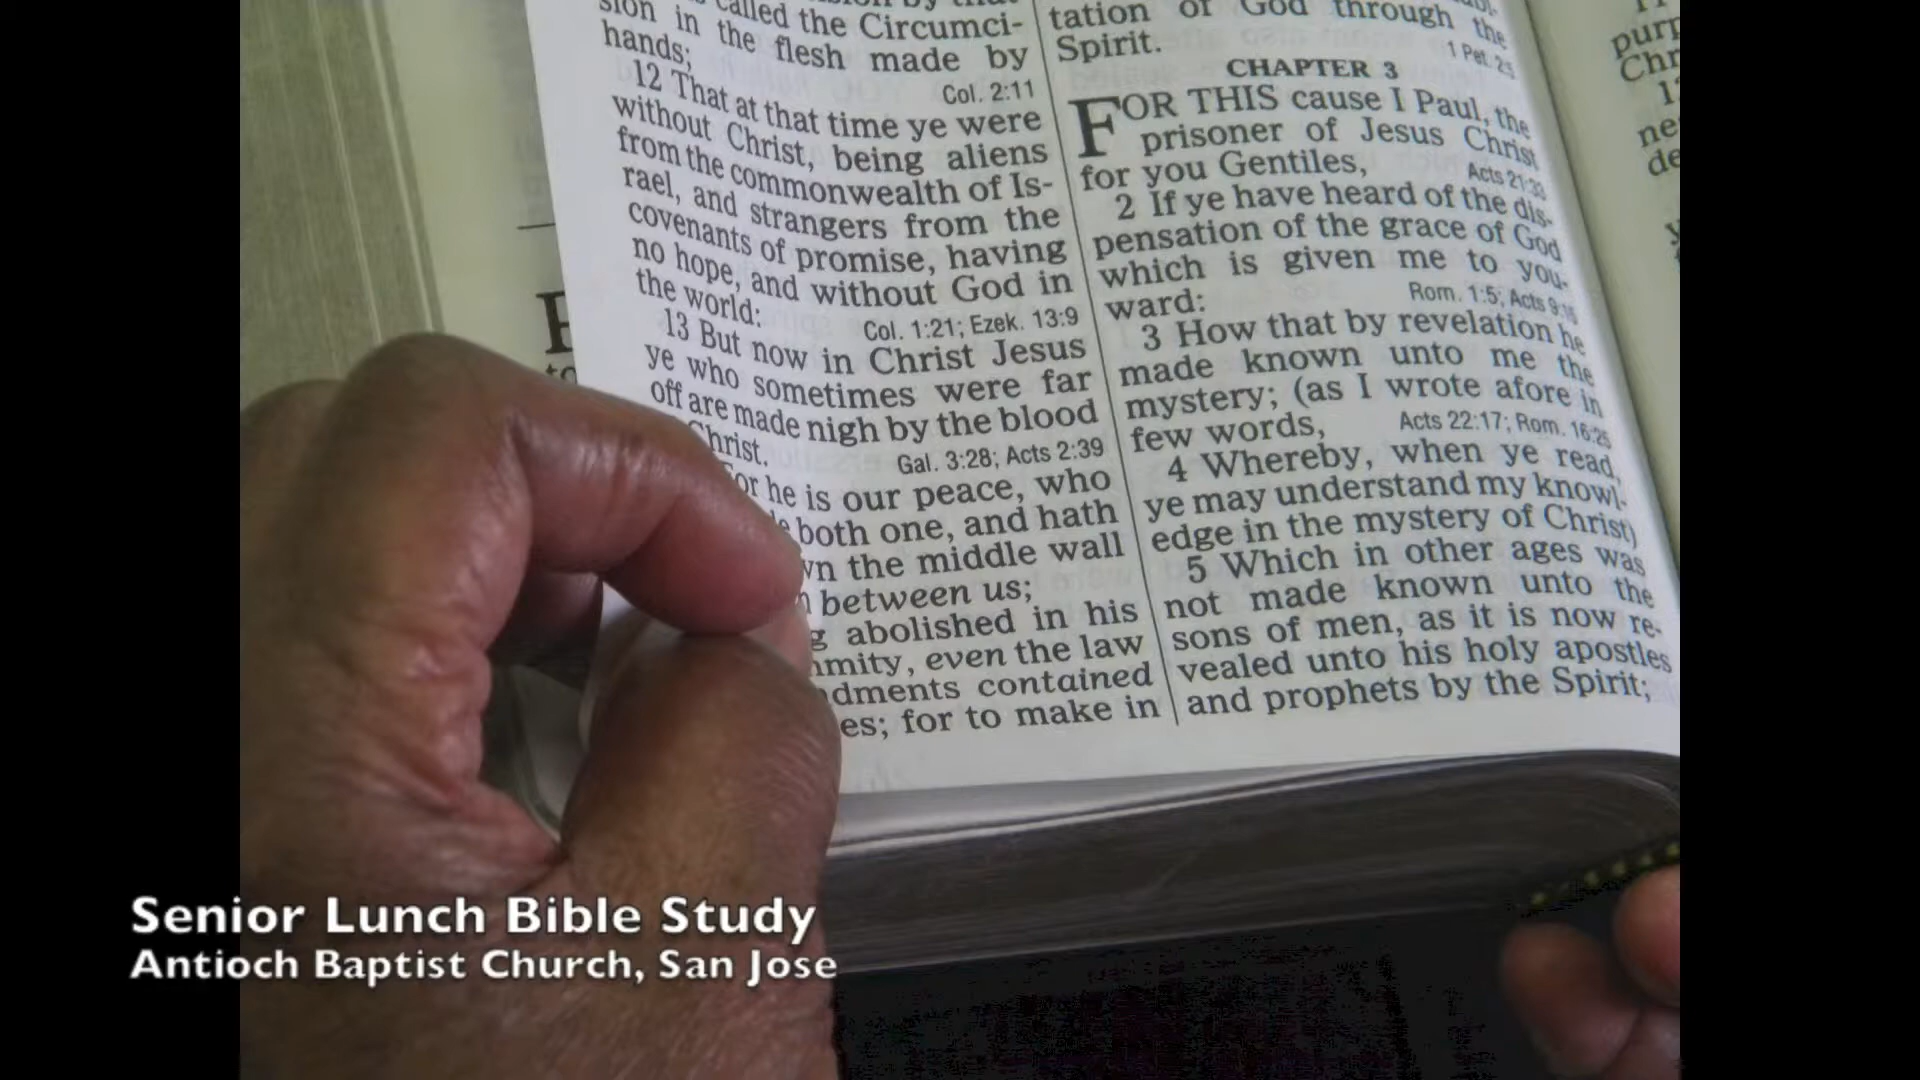 called the Circumci-
sion in the flesh made by
hands;
Col. 2:11
12 That at that time ye were
without Christ, being aliens
from the commonwealth of Is-
rael, and strangers from the
covenants of promise, having
no hope, and without God in
the world:
Col. 1:21; Ezek. 13:9
13 But now in Christ Jesus
ye who sometimes were far
off are made nigh by the blood
Christ.
Gal. 3:28; Acts 2:39
For he is our peace, who
both one, and hath
the middle wall
between us;
abolished in his
even the law
contained
for to make in
tation of God through the
Spirit.
1 Pet. 2:5
CHAPTER 3
FOR THIS cause I Paul, the
prisoner of Jesus Christ
for you Gentiles,
Acts 21:33
2 If ye have heard of the dis-
pensation of the grace of God
which is given me to you-
ward:
Rom. 1:5; Acts 9:15
3 How that by revelation he
made known unto me the
mystery; (as I wrote afore in
few words,
Acts 22:17; Rom. 16:25
4 Whereby, when ye read,
ye may understand my knowl-
edge in the mystery of Christ)
5 Which in other ages was
not made known unto the
sons of men, as it is now re-
vealed unto his holy apostles
and prophets by the Spirit;
Senior Lunch Bible Study
Antioch Baptist Church, San Jose